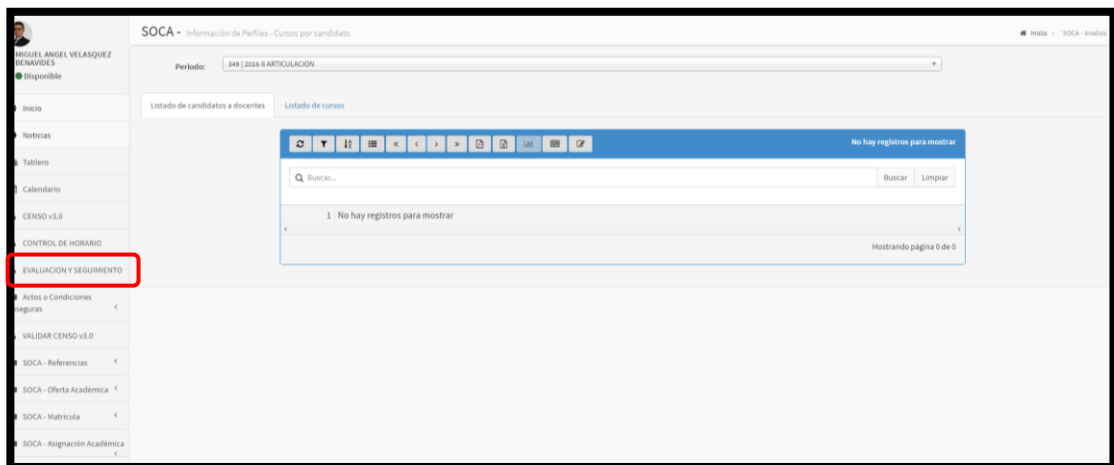 SOCA - Información de Perfiles - Cursos por candidato
Inicio > SOCA - Analisis
MIGUEL ANGEL VELASQUEZ
BENAVIDES
Disponible
Periodo: 349 | 2016 II ARTICULACION
Inicio
Noticias
Tablero
Calendario
CENSO v3.0
CONTROL DE HORARIO
EVALUACION Y SEGUIMIENTO
Actos o Condiciones
VALIDAR CENSO v3.0
SOCA - Referencias
SOCA - Oferta Académica
SOCA - Matricula
SOCA - Asignación Académica
Listado de candidatos a docentes
Listado de cursos
No hay registros para mostrar
Buscar...
Buscar
Limpiar
1 No hay registros para mostrar
Mostrando página 0 de 0